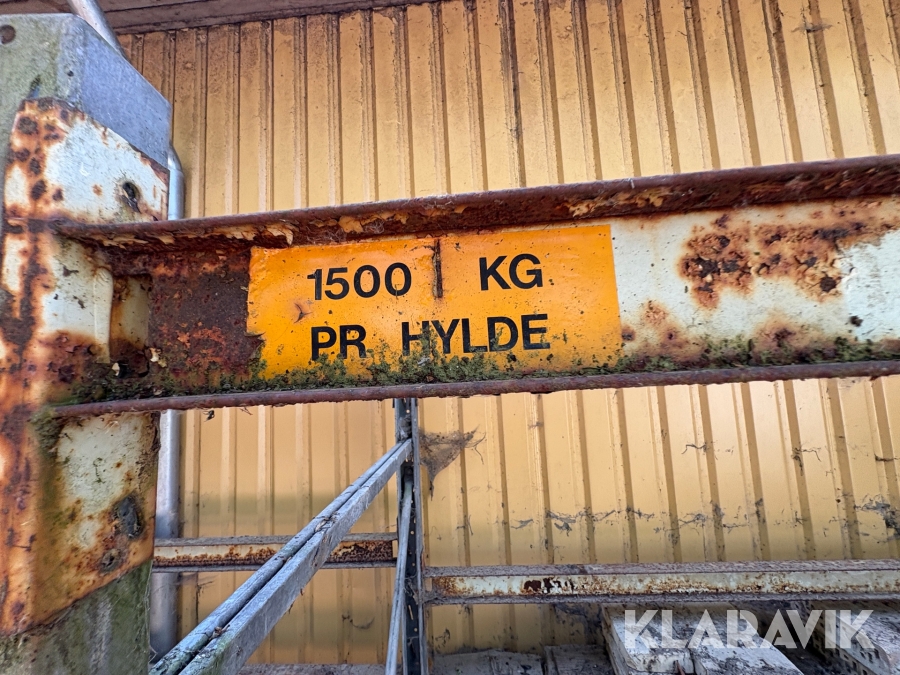 1500 KG
PR HYLDE
KLARAVIK